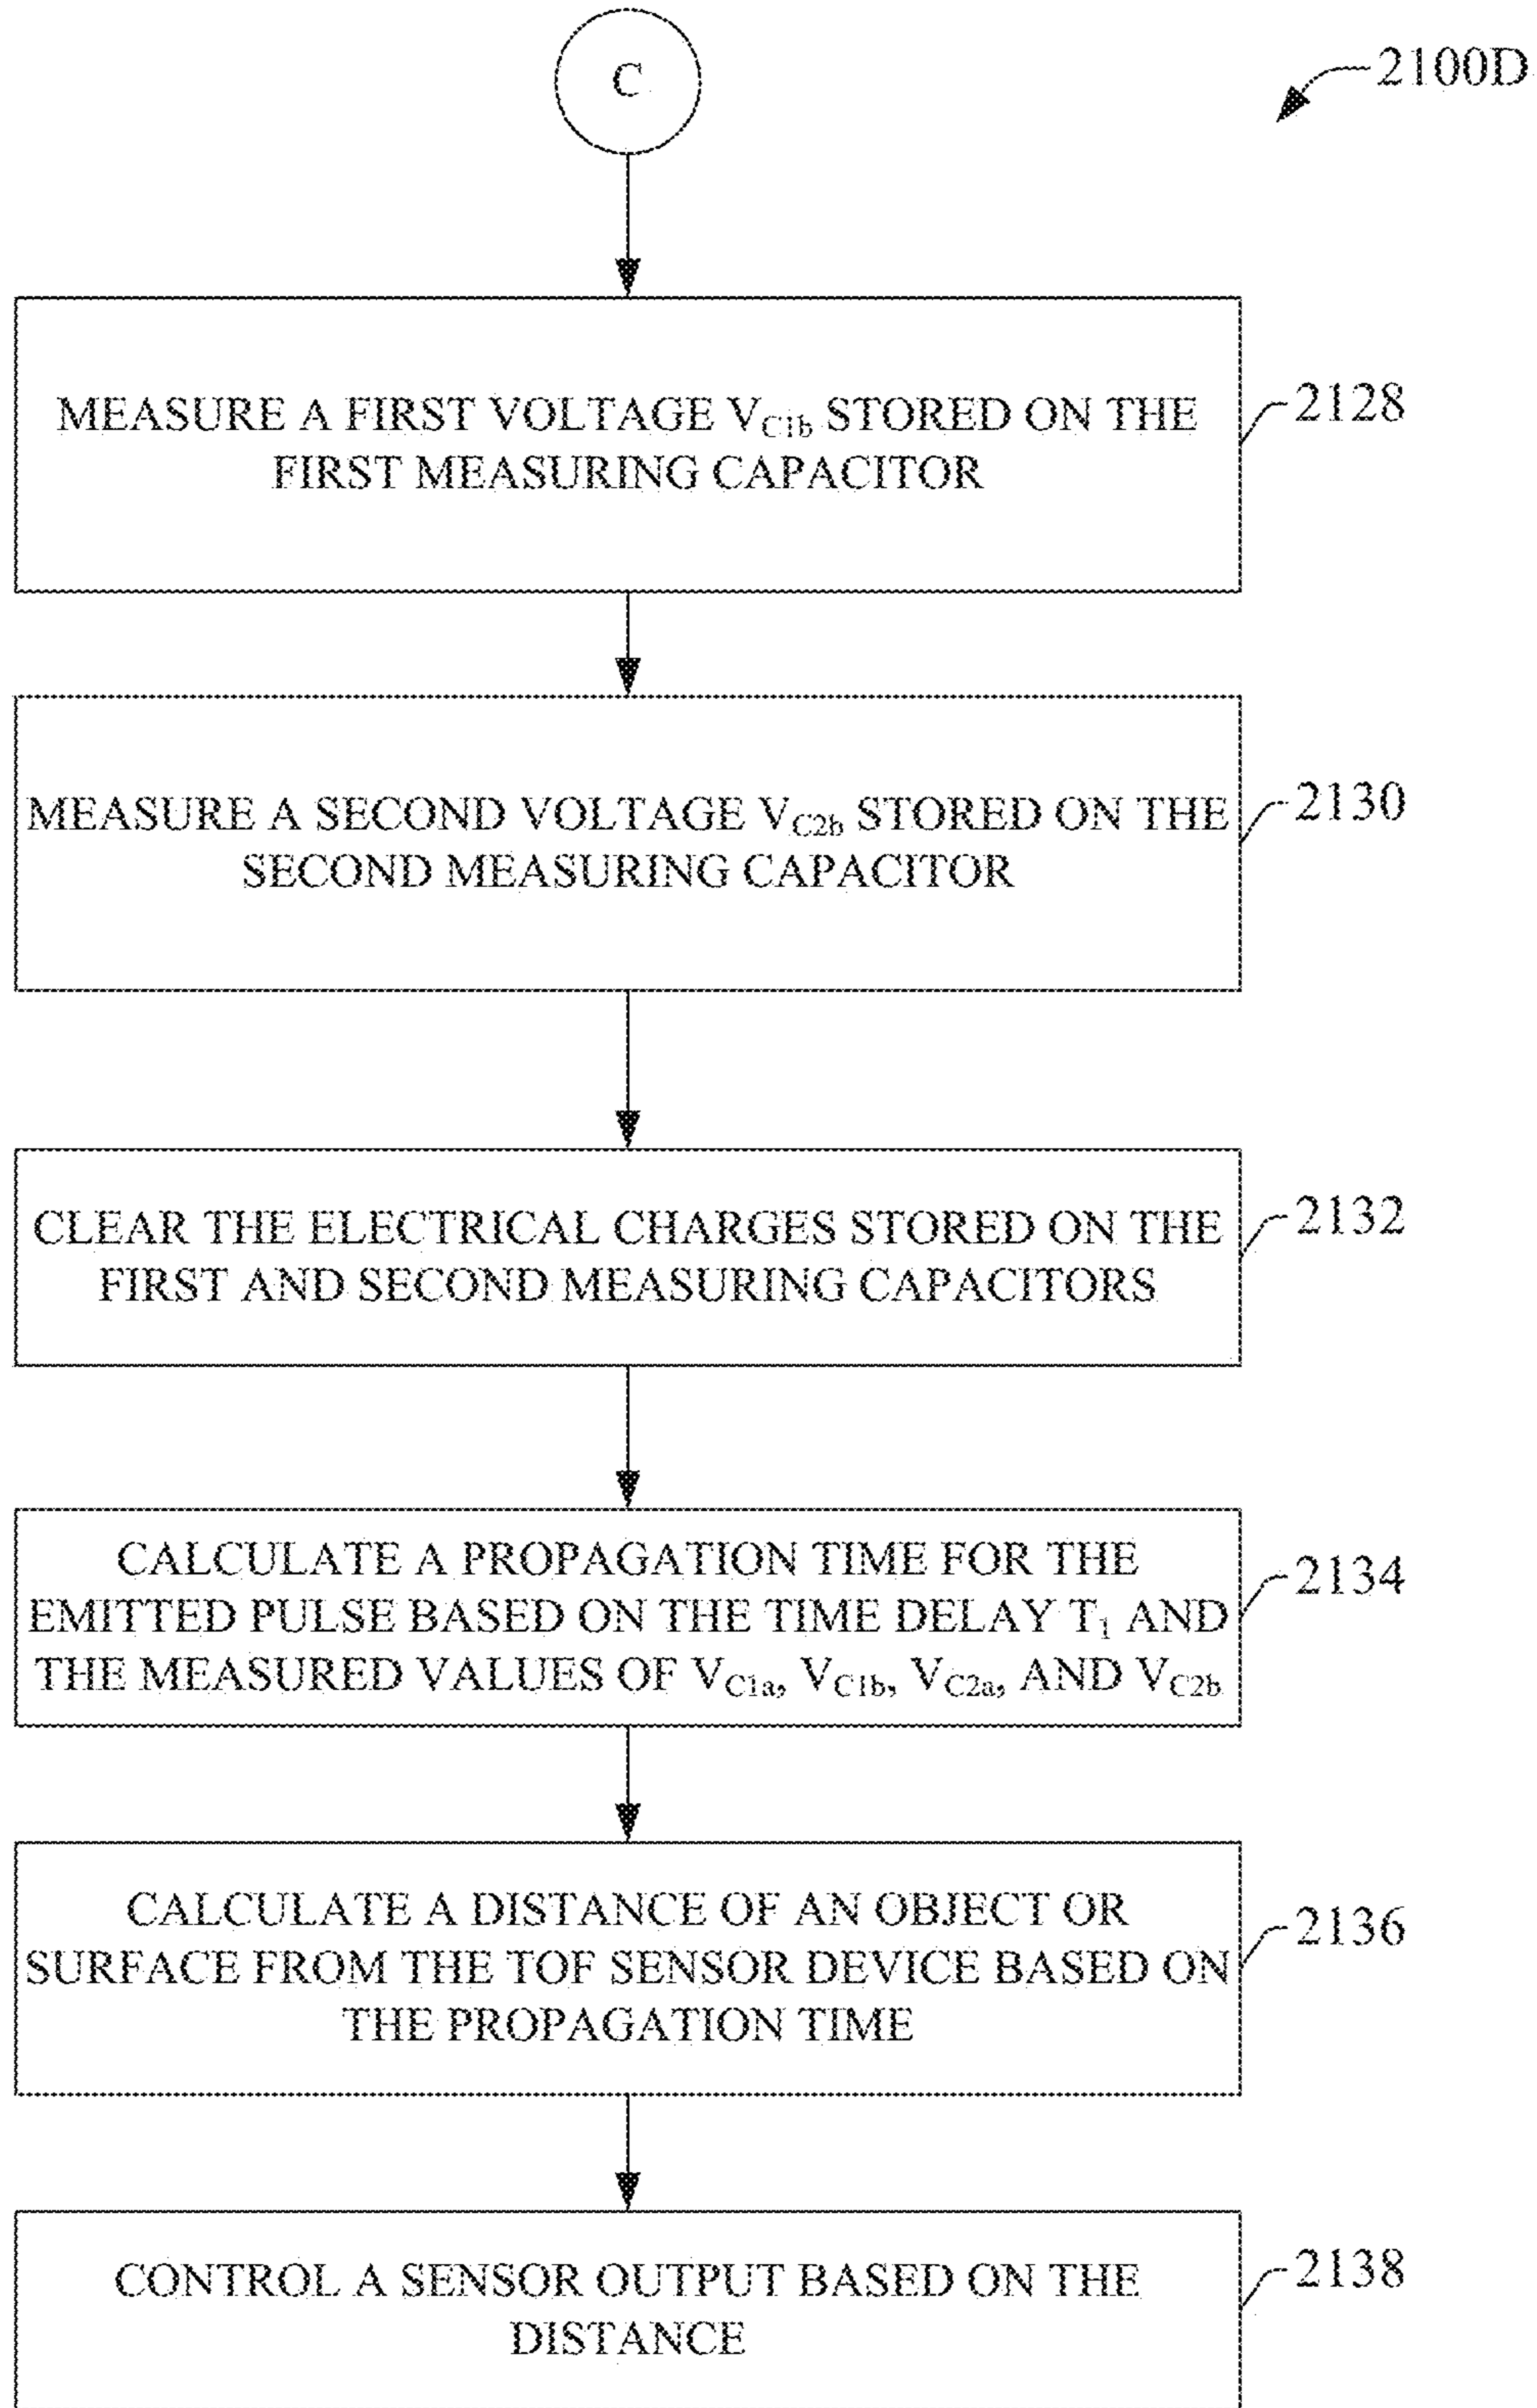 C
2100D
MEASURE A FIRST VOLTAGE VC1b STORED ON THE
FIRST MEASURING CAPACITOR
2128
MEASURE A SECOND VOLTAGE VC2b STORED ON THE
SECOND MEASURING CAPACITOR
2130
CLEAR THE ELECTRICAL CHARGES STORED ON THE
FIRST AND SECOND MEASURING CAPACITORS
2132
CALCULATE A PROPAGATION TIME FOR THE
EMITTED PULSE BASED ON THE TIME DELAY T1 AND
THE MEASURED VALUES OF VC1a, VC1b, VC2a, AND VC2b
2134
CALCULATE A DISTANCE OF AN OBJECT OR
SURFACE FROM THE TOF SENSOR DEVICE BASED ON
THE PROPAGATION TIME
2136
CONTROL A SENSOR OUTPUT BASED ON THE
DISTANCE
2138